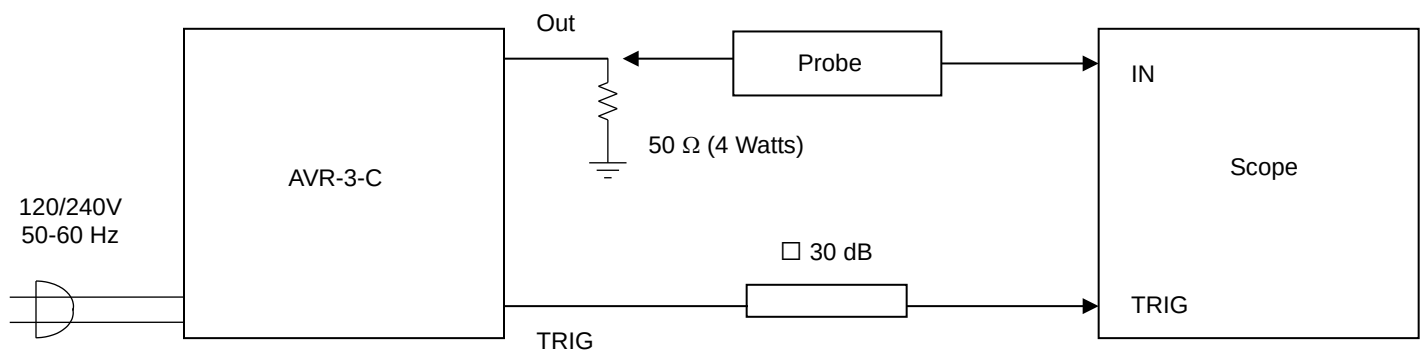 Out
Probe
IN
50 Ω (4 Watts)
AVR-3-C
Scope
120/240V
50-60 Hz
□ 30 dB
TRIG
TRIG